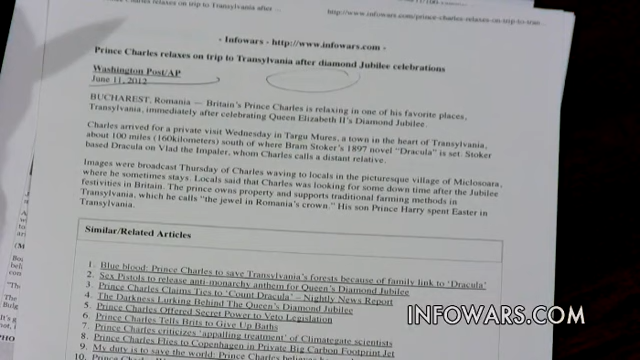 Prince Charles relaxes on trip to Transylvania after ...
http://www.infowars.com/prince-charles-relaxes-on-trip-to-tran...
- Infowars - http://www.infowars.com -
Prince Charles relaxes on trip to Transylvania after diamond Jubilee celebrations
Washington Post/AP
June 11, 2012
BUCHAREST, Romania — Britain's Prince Charles is relaxing in one of his favorite places,
Transylvania, immediately after celebrating Queen Elizabeth II's Diamond Jubilee.
Charles arrived for a private visit Wednesday in Targu Mures, a town in the heart of Transylvania,
about 100 miles (160kilometers) south of where Bram Stoker's 1897 novel "Dracula" is set. Stoker
based Dracula on Vlad the Impaler, whom Charles calls a distant relative.
Images were broadcast Thursday of Charles waving to locals in the picturesque village of Miclosoara,
where he sometimes stays. Locals said that Charles was looking for some down time after the Jubilee
festivities in Britain. The prince owns property and supports traditional farming methods in
Transylvania, which he calls "the jewel in Romania's crown." His son Prince Harry spent Easter in
Transylvania.
Similar/Related Articles
1. Blue blood: Prince Charles to save Transylvania's forests because of family link to 'Dracula'
2. Sex Pistols to release anti-monarchy anthem for Queen's Diamond Jubilee
3. Prince Charles Claims Ties to 'Count Dracula' – Nightly News Report
4. The Darkness Lurking Behind The Queen's Diamond Jubilee
5. Prince Charles Offered Secret Power to Veto Legislation
6. Prince Charles Tells Brits to Give Up Baths
7. Prince Charles criticizes 'appalling treatment' of Climategate scientists
8. Prince Charles Flies to Copenhagen in Private Big Carbon Footprint Jet
9. My duty is to save the world: Prince Charles
10. Prince Charles
INFOWARS.COM